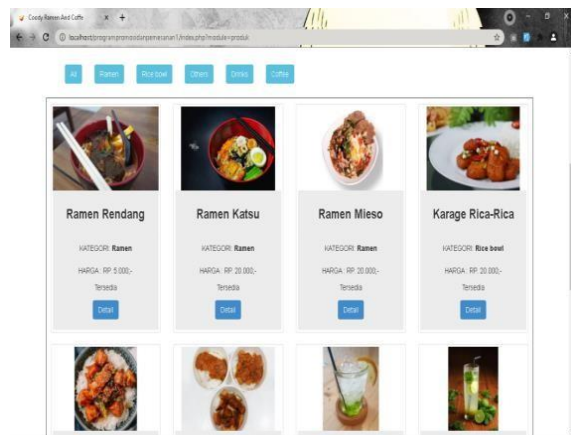 Coody Ramen And Coffe
localhost/programpromosidanpemesanan1/index.php?module=produk
All Ramen Rice bowl Others Drinks Coffee
Ramen Rendang Ramen Katsu Ramen Mieso Karage Rica-Rica
KATEGORI: Ramen KATEGORI: Ramen KATEGORI: Ramen KATEGORI: Rice bowl
HARGA : RP. 5.000,- HARGA : RP. 20.000,- HARGA : RP. 20.000,- HARGA : RP. 20.000,-
Tersedia Tersedia Tersedia Tersedia
Detail Detail Detail Detail